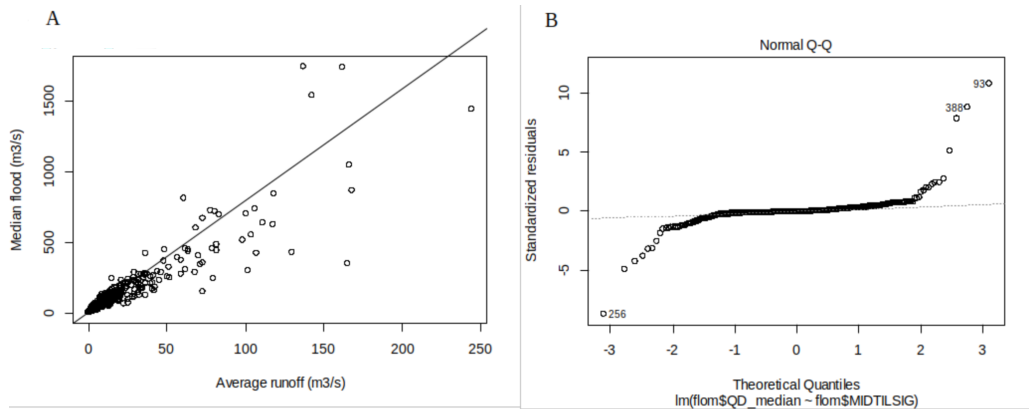 A
Median flood (m3/s)
1500
1000
500
0
0 50 100 150 200 250
Average runoff (m3/s)
B
Normal Q-Q
Standardized residuals
10
5
0
-5
93
388
256
-3 -2 -1 0 1 2 3
Theoretical Quantiles
lm(flom$QD_median ~ flom$MIDTILSIG)